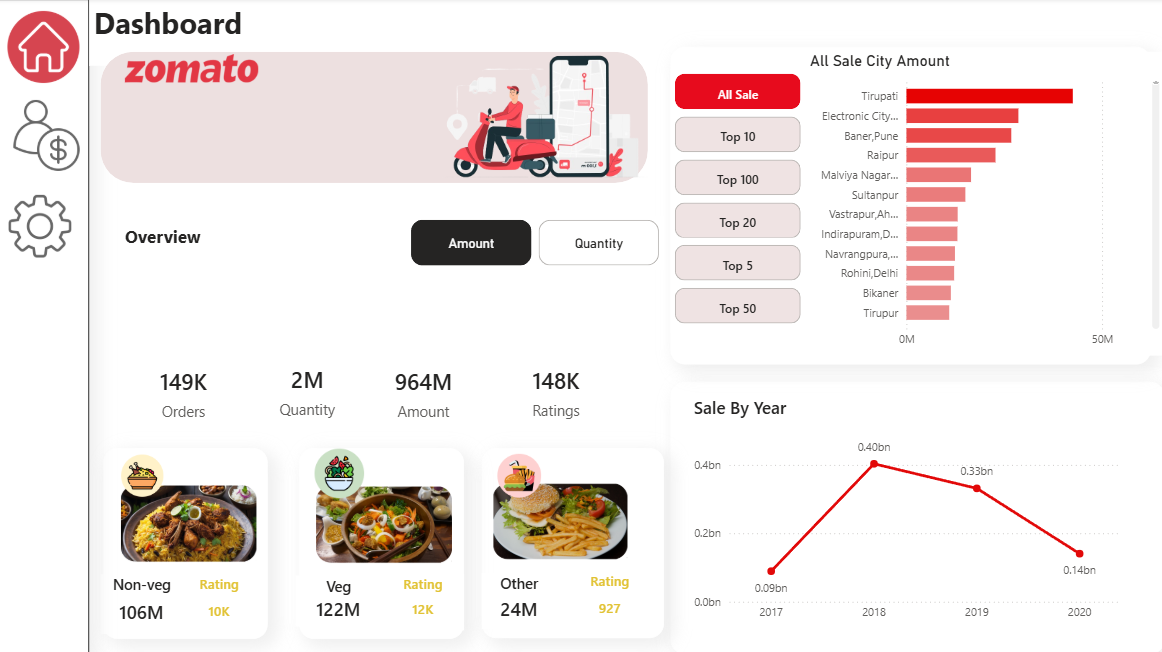 Dashboard
zomato
Overview
Amount
Quantity
149K
Orders
2M
Quantity
964M
Amount
148K
Ratings
Non-veg
Rating
106M
10K
Veg
Rating
122M
12K
Other
Rating
24M
927
All Sale City Amount
All Sale
Top 10
Top 100
Top 20
Top 5
Top 50
Tirupati
Electronic City...
Baner,Pune
Raipur
Malviya Nagar...
Sultanpur
Vastrapur,Ah...
Indirapuram,D...
Navrangpura,...
Rohini,Delhi
Bikaner
Tirupur
0M
50M
Sale By Year
0.4bn
0.2bn
0.0bn
0.09bn
0.40bn
0.33bn
0.14bn
2017
2018
2019
2020